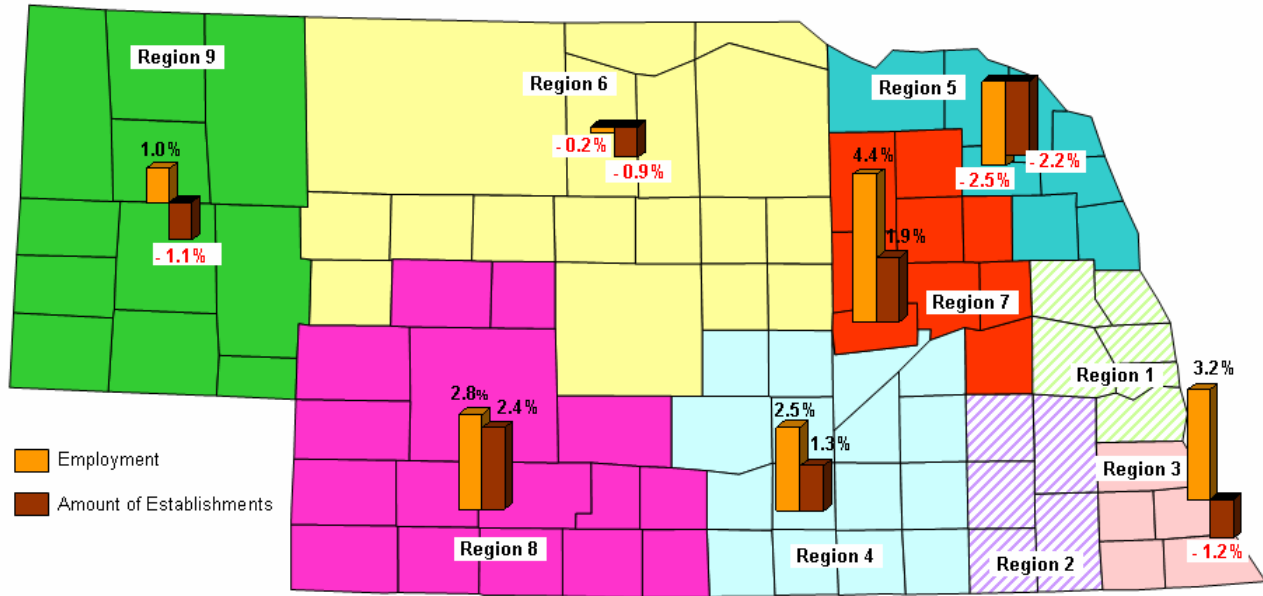 Region 9
Region 6
Region 5
1.0%
- 0.2%
- 0.9%
4.4%
- 2.5%
- 2.2%
- 1.1%
1.9%
Region 7
Region 1
3.2%
2.8%
2.4%
2.5%
1.3%
Employment
Amount of Establishments
Region 3
Region 8
Region 4
Region 2
- 1.2%